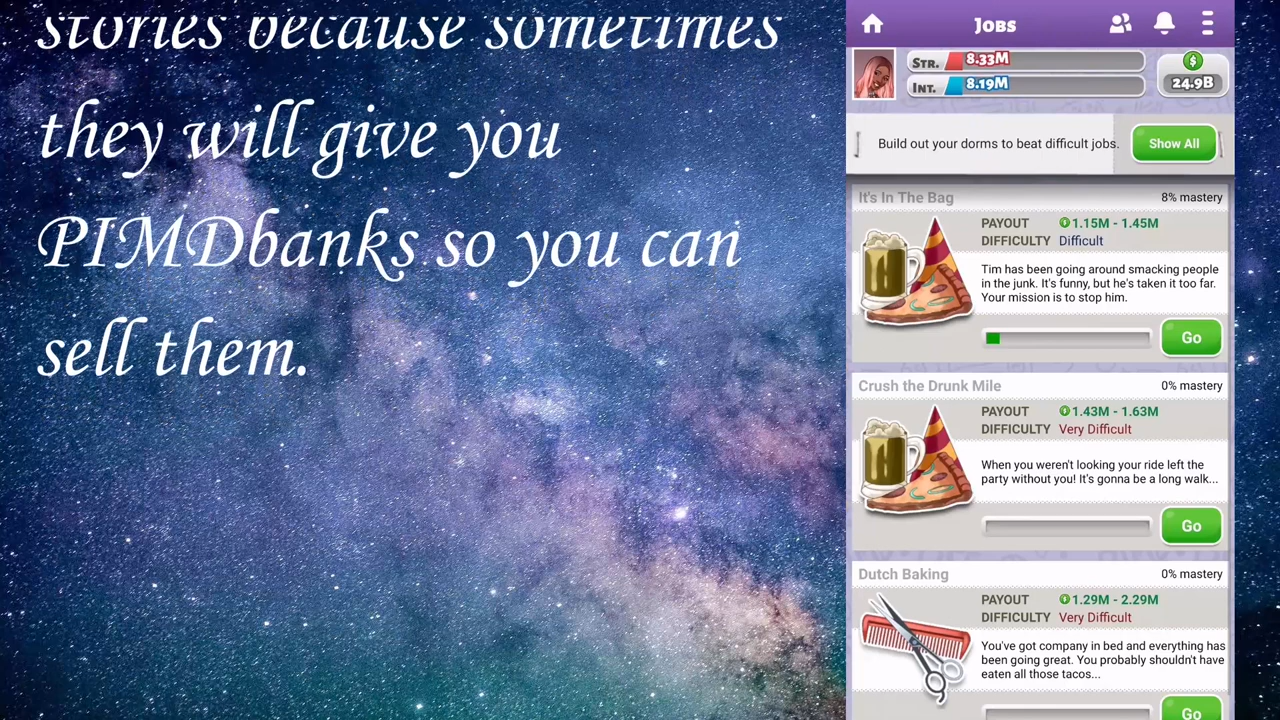 stories because sometimes
they will give you
PIMDbanks so you can
sell them.
Jobs
Str. 8.33M
Int. 8.19M
24.9B
Build out your dorms to beat difficult jobs.
Show All
It's In The Bag 8% mastery
PAYOUT 1.15M - 1.45M
DIFFICULTY Difficult
Tim has been going around smacking people
in the junk. It's funny, but he's taken it too far.
Your mission is to stop him.
Go
Crush the Drunk Mile 0% mastery
PAYOUT 1.43M - 1.63M
DIFFICULTY Very Difficult
When you weren't looking your ride left the
party without you! It's gonna be a long walk...
Go
Dutch Baking 0% mastery
PAYOUT 1.29M - 2.29M
DIFFICULTY Very Difficult
You've got company in bed and everything has
been going great. You probably shouldn't have
eaten all those tacos...
Go